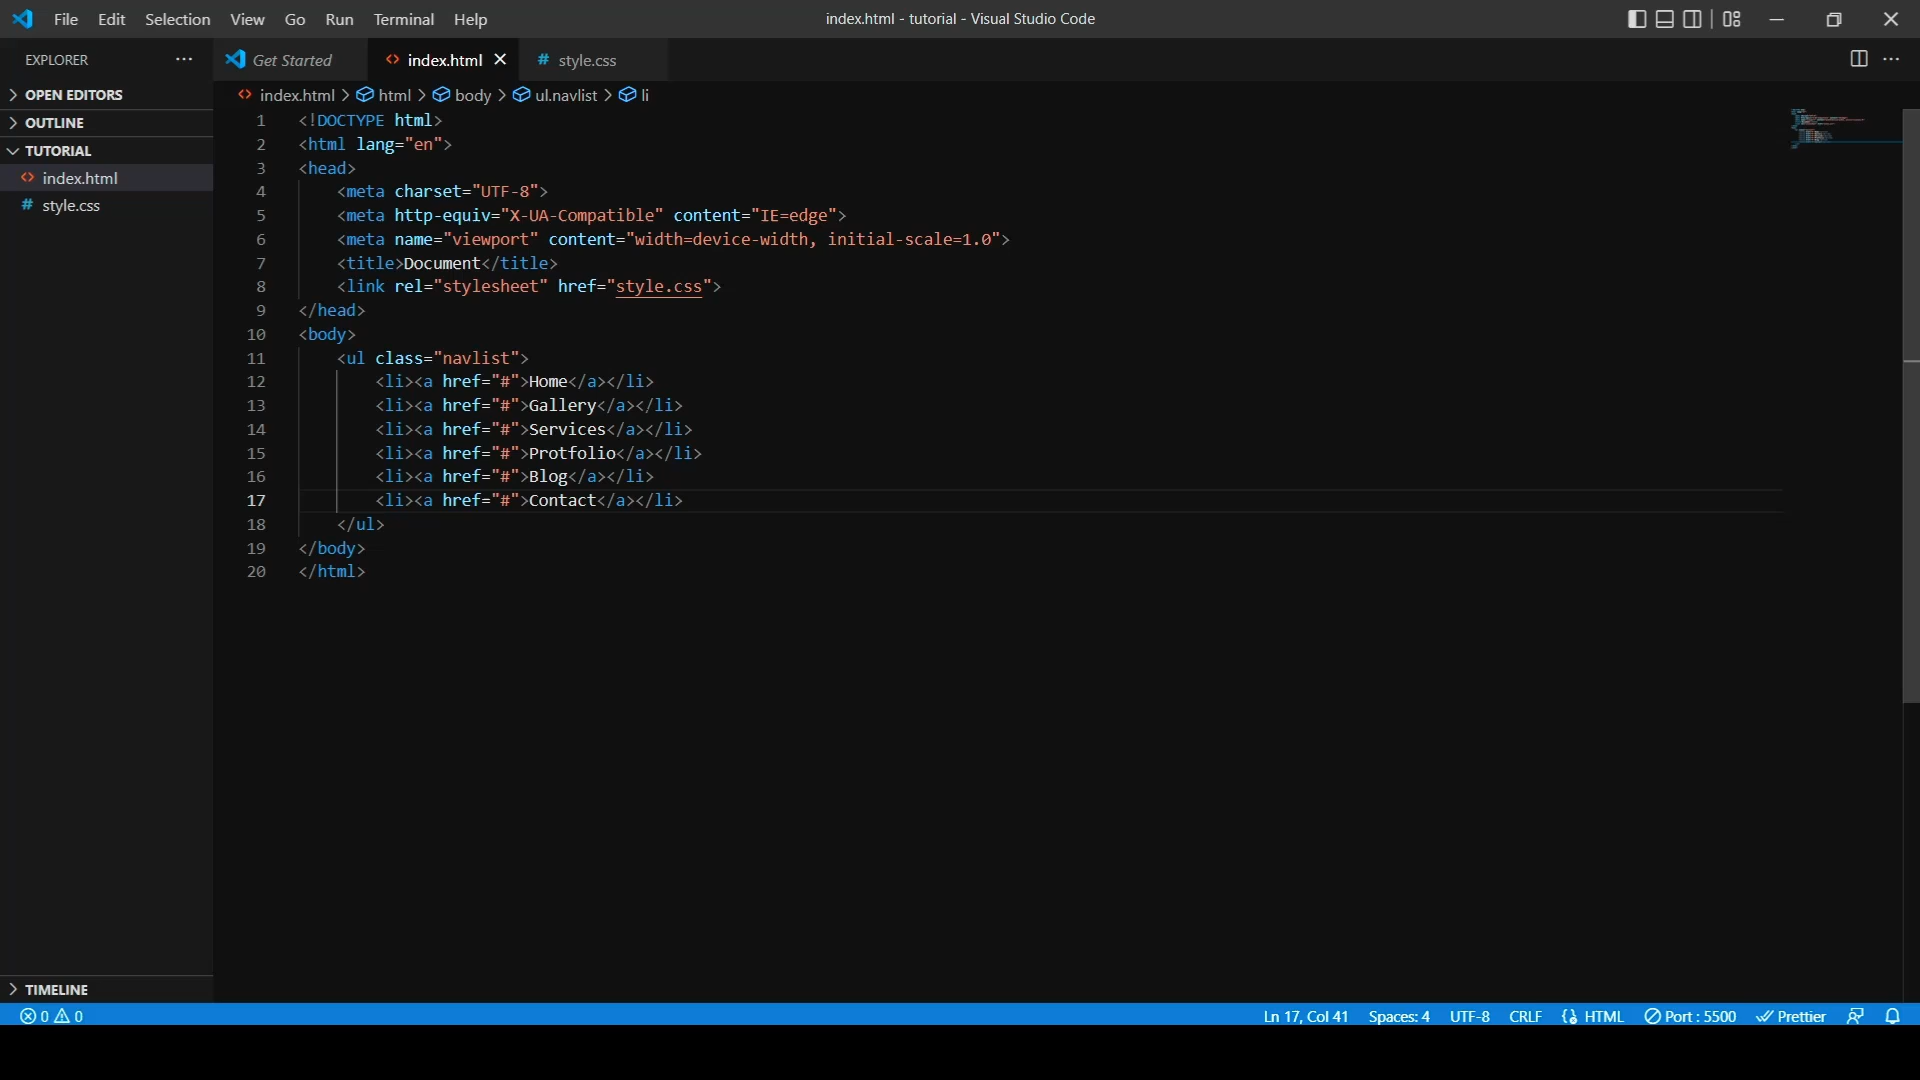 File Edit Selection View Go Run Terminal Help index.html - tutorial - Visual Studio Code
EXPLORER ··· Get Started <> index.html # style.css ···
OPEN EDITORS
<> index.html > html > body > ul.navlist > li
OUTLINE
TUTORIAL
<> index.html
# style.css
1 <!DOCTYPE html>
2 <html lang="en">
3 <head>
4     <meta charset="UTF-8">
5     <meta http-equiv="X-UA-Compatible" content="IE=edge">
6     <meta name="viewport" content="width=device-width, initial-scale=1.0">
7     <title>Document</title>
8     <link rel="stylesheet" href="style.css">
9 </head>
10 <body>
11     <ul class="navlist">
12         <li><a href="#">Home</a></li>
13         <li><a href="#">Gallery</a></li>
14         <li><a href="#">Services</a></li>
15         <li><a href="#">Protfolio</a></li>
16         <li><a href="#">Blog</a></li>
17         <li><a href="#">Contact</a></li>
18     </ul>
19 </body>
20 </html>
TIMELINE
0 0 Ln 17, Col 41 Spaces: 4 UTF-8 CRLF HTML Port : 5500 Prettier